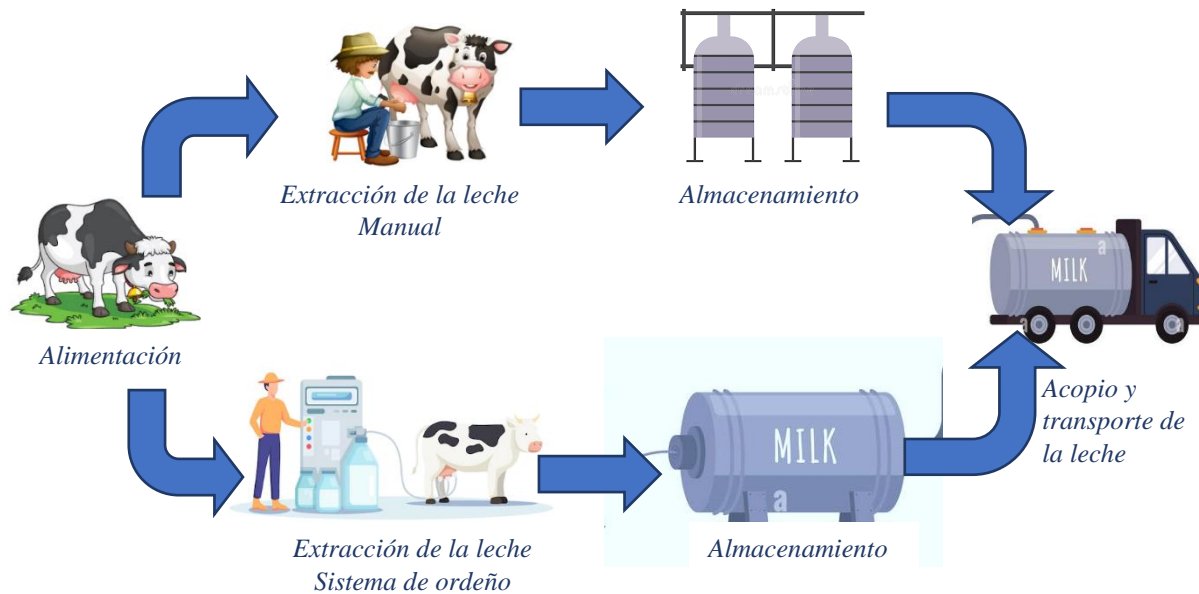 Extracción de la leche
Manual
Almacenamiento
MILK
Alimentación
Acopio y
transporte de
la leche
MILK
a
Extracción de la leche
Sistema de ordeño
Almacenamiento
a
a
a